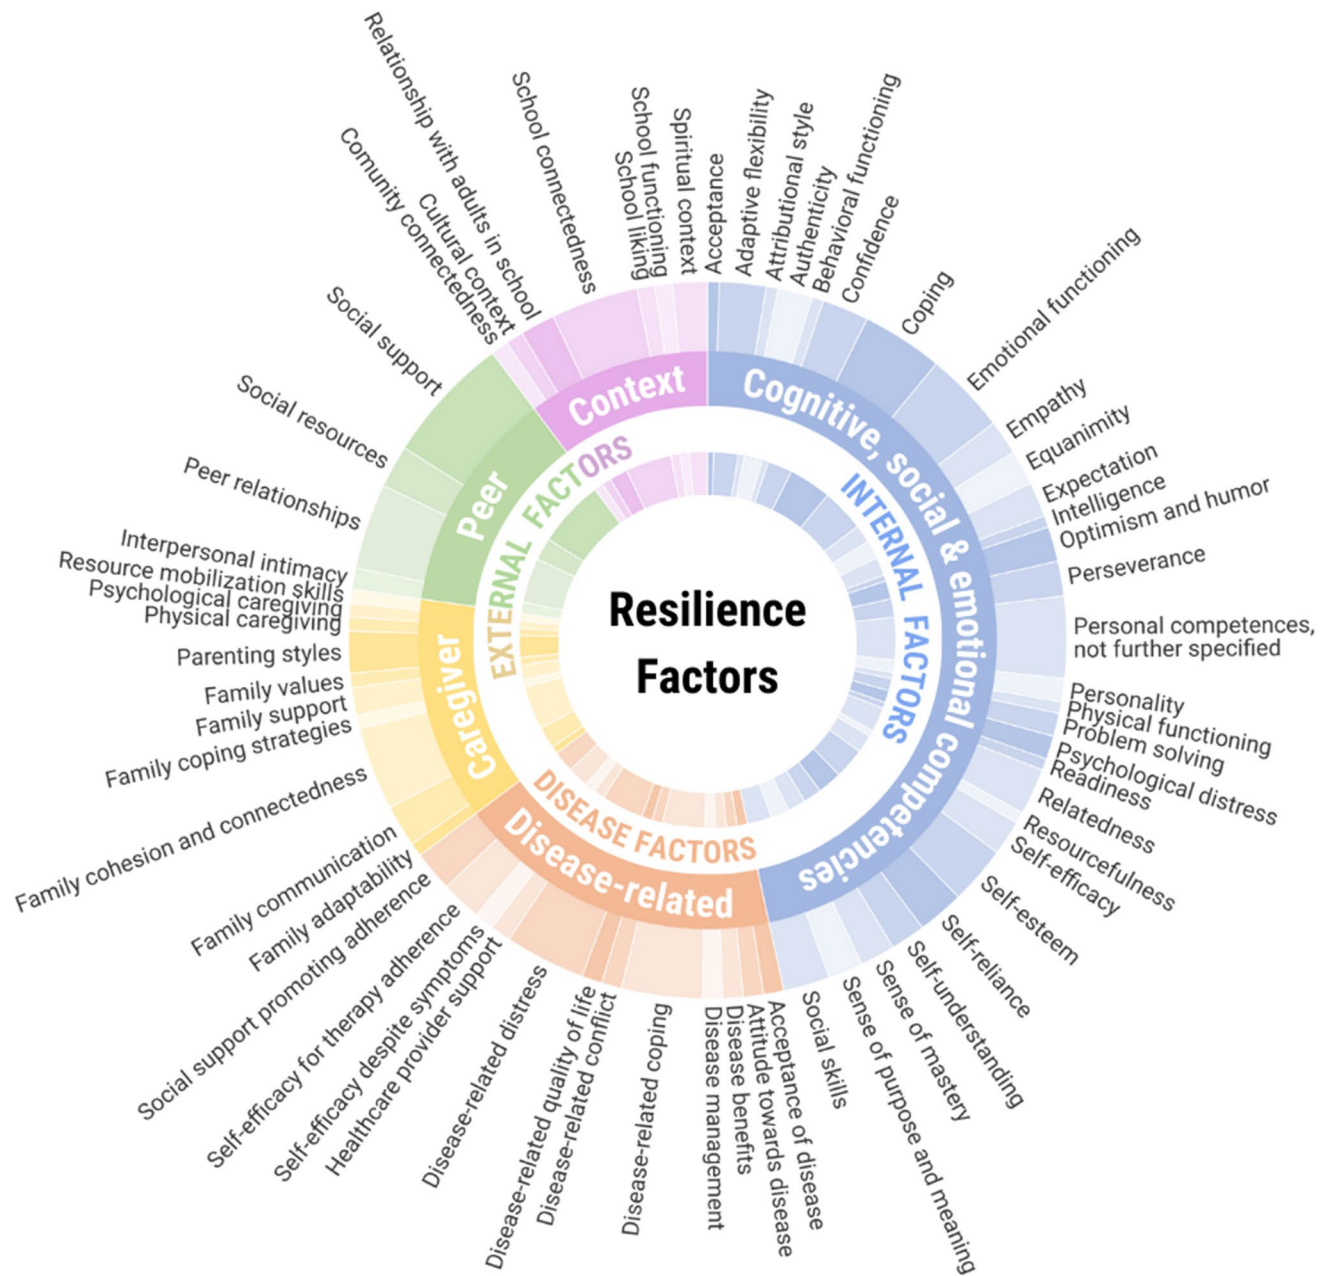 Resilience
Factors
INTERNAL FACTORS
DISEASE FACTORS
EXTERNAL FACTORS
Cognitive, social & emotional competencies
Disease-related
Caregiver
Peer
Context
Acceptance
Adaptive flexibility
Attributional style
Authenticity
Behavioral functioning
Confidence
Coping
Emotional functioning
Empathy
Equanimity
Expectation
Intelligence
Optimism and humor
Perseverance
Personal competences,
not further specified
Personality
Physical functioning
Problem solving
Psychological distress
Readiness
Relatedness
Resourcefulness
Self-efficacy
Self-esteem
Self-reliance
Self-understanding
Sense of mastery
Sense of purpose and meaning
Social skills
Acceptance of disease
Attitude towards disease
Disease benefits
Disease management
Disease-related coping
Disease-related conflict
Disease-related quality of life
Disease-related distress
Healthcare provider support
Self-efficacy despite symptoms
Self-efficacy for therapy adherence
Social support promoting adherence
Family adaptability
Family communication
Family cohesion and connectedness
Family coping strategies
Family support
Family values
Parenting styles
Physical caregiving
Psychological caregiving
Resource mobilization skills
Interpersonal intimacy
Peer relationships
Social resources
Social support
Comunity connectedness
Cultural context
Relationship with adults in school
School connectedness
School liking
School functioning
Spiritual context